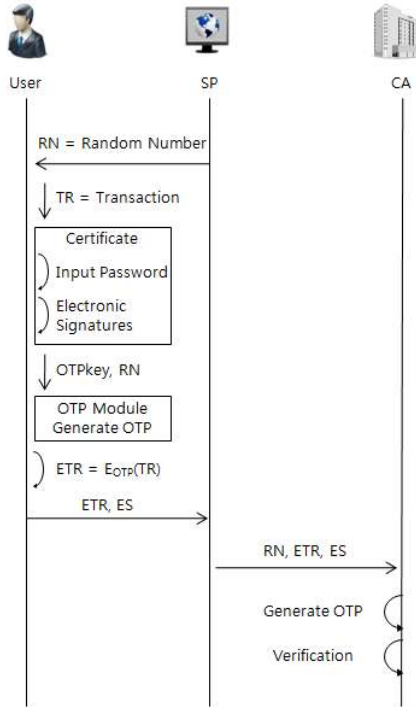 User
SP
CA
RN = Random Number
TR = Transaction
Certificate
Input Password
Electronic
Signatures
OTPkey, RN
OTP Module
Generate OTP
ETR = EOTP(TR)
ETR, ES
RN, ETR, ES
Generate OTP
Verification